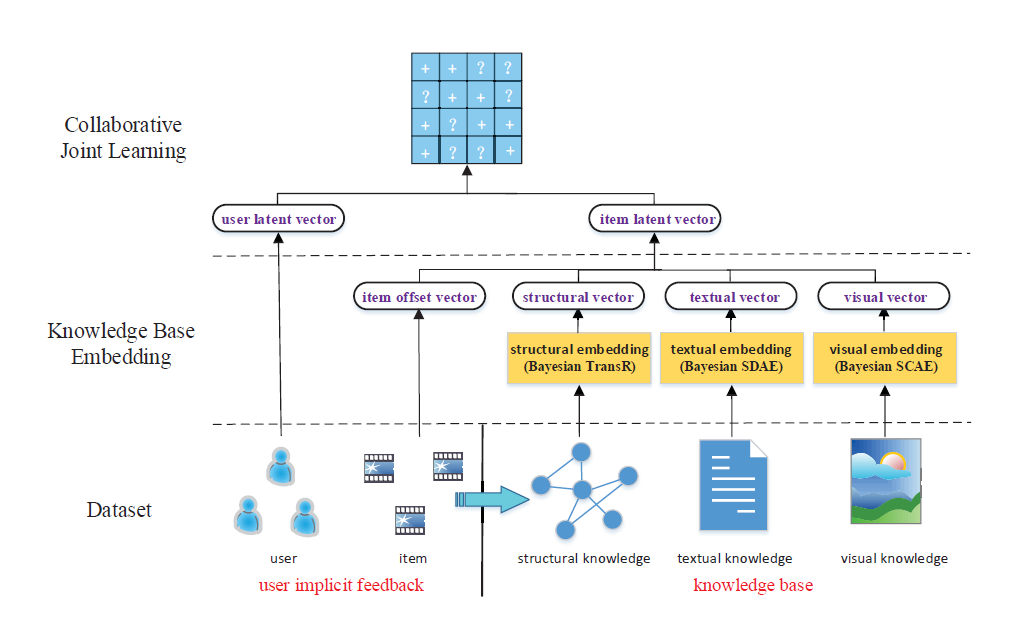 + + ? ?
? + + ?
+ ? + +
+ ? ? +
Collaborative
Joint Learning
user latent vector
item latent vector
item offset vector
structural vector
textual vector
visual vector
Knowledge Base
Embedding
structural embedding
(Bayesian TransR)
textual embedding
(Bayesian SDAE)
visual embedding
(Bayesian SCAE)
Dataset
user
item
structural knowledge
textual knowledge
visual knowledge
user implicit feedback
knowledge base